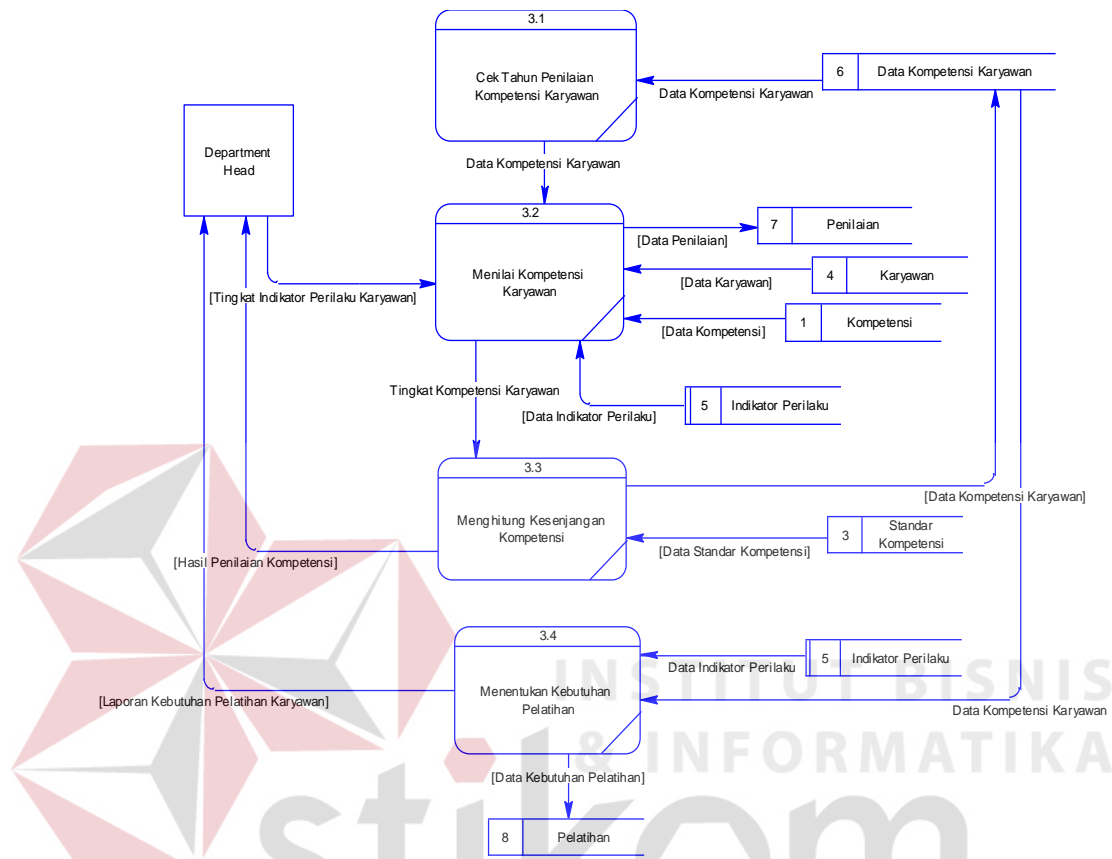 3.1
Cek Tahun Penilaian
Kompetensi Karyawan
6 Data Kompetensi Karyawan
Data Kompetensi Karyawan
Department
Head
Data Kompetensi Karyawan
3.2
Menilai Kompetensi
Karyawan
7 Penilaian
[Data Penilaian]
4 Karyawan
[Data Karyawan]
[Tingkat Indikator Perilaku Karyawan]
1 Kompetensi
[Data Kompetensi]
Tingkat Kompetensi Karyawan
5 Indikator Perilaku
[Data Indikator Perilaku]
3.3
Menghitung Kesenjangan
Kompetensi
[Data Kompetensi Karyawan]
3 Standar
Kompetensi
[Data Standar Kompetensi]
[Hasil Penilaian Kompetensi]
3.4
Menentukan Kebutuhan
Pelatihan
5 Indikator Perilaku
Data Indikator Perilaku
[Laporan Kebutuhan Pelatihan Karyawan]
Data Kompetensi Karyawan
INSTITUT BISNIS
& INFORMATIKA
[Data Kebutuhan Pelatihan]
stikom
8 Pelatihan